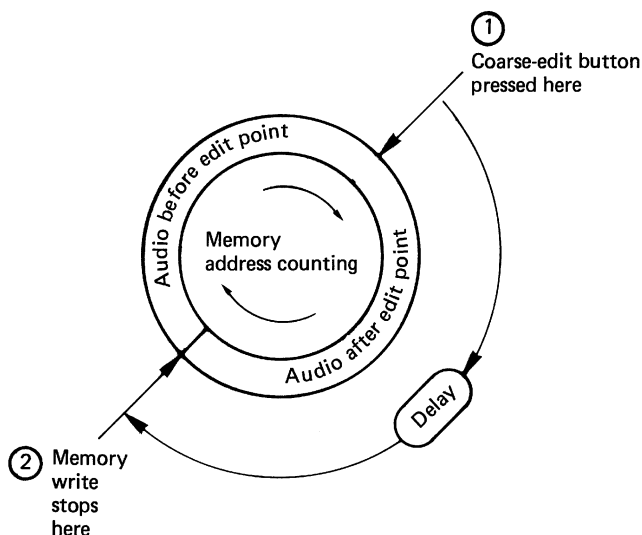 1
Coarse-edit button
pressed here
Audio before edit point
Memory
address counting
Audio after edit point
Delay
2 Memory
write
stops
here